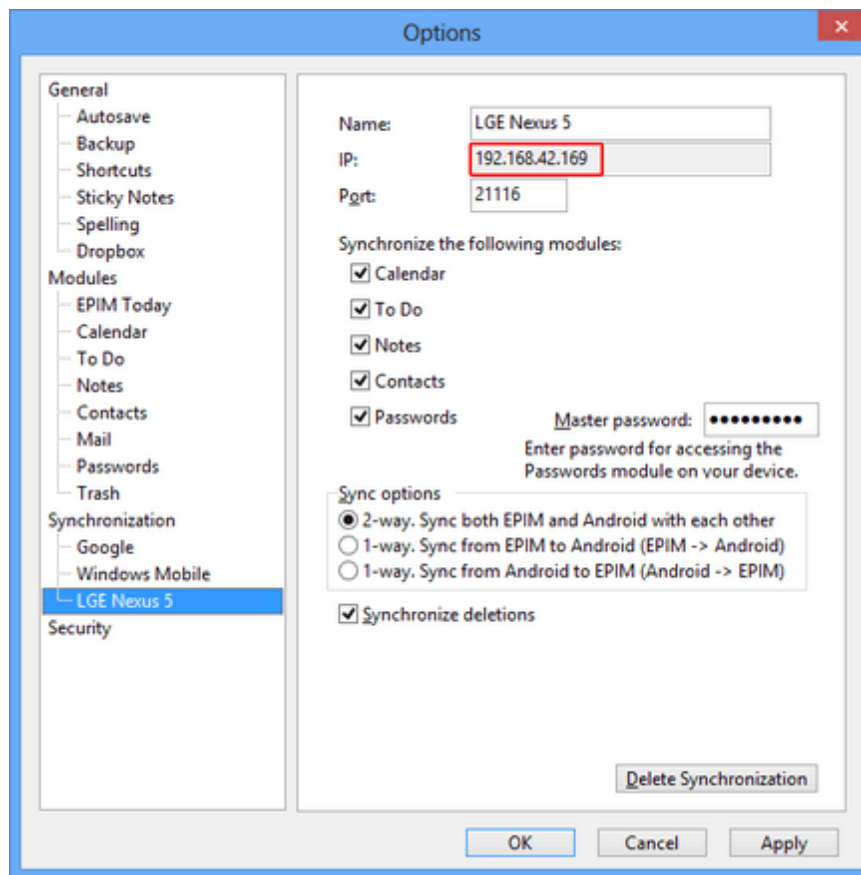 Options
General
Autosave
Backup
Shortcuts
Sticky Notes
Spelling
Dropbox
Modules
EPIM Today
Calendar
To Do
Notes
Contacts
Mail
Passwords
Trash
Synchronization
Google
Windows Mobile
LGE Nexus 5
Security
Name: LGE Nexus 5
IP: 192.168.42.169
Port: 21116
Synchronize the following modules:
Calendar
To Do
Notes
Contacts
Passwords Master password: •••••••••
Enter password for accessing the
Passwords module on your device.
Sync options
2-way. Sync both EPIM and Android with each other
1-way. Sync from EPIM to Android (EPIM -> Android)
1-way. Sync from Android to EPIM (Android -> EPIM)
Synchronize deletions
Delete Synchronization
OK Cancel Apply